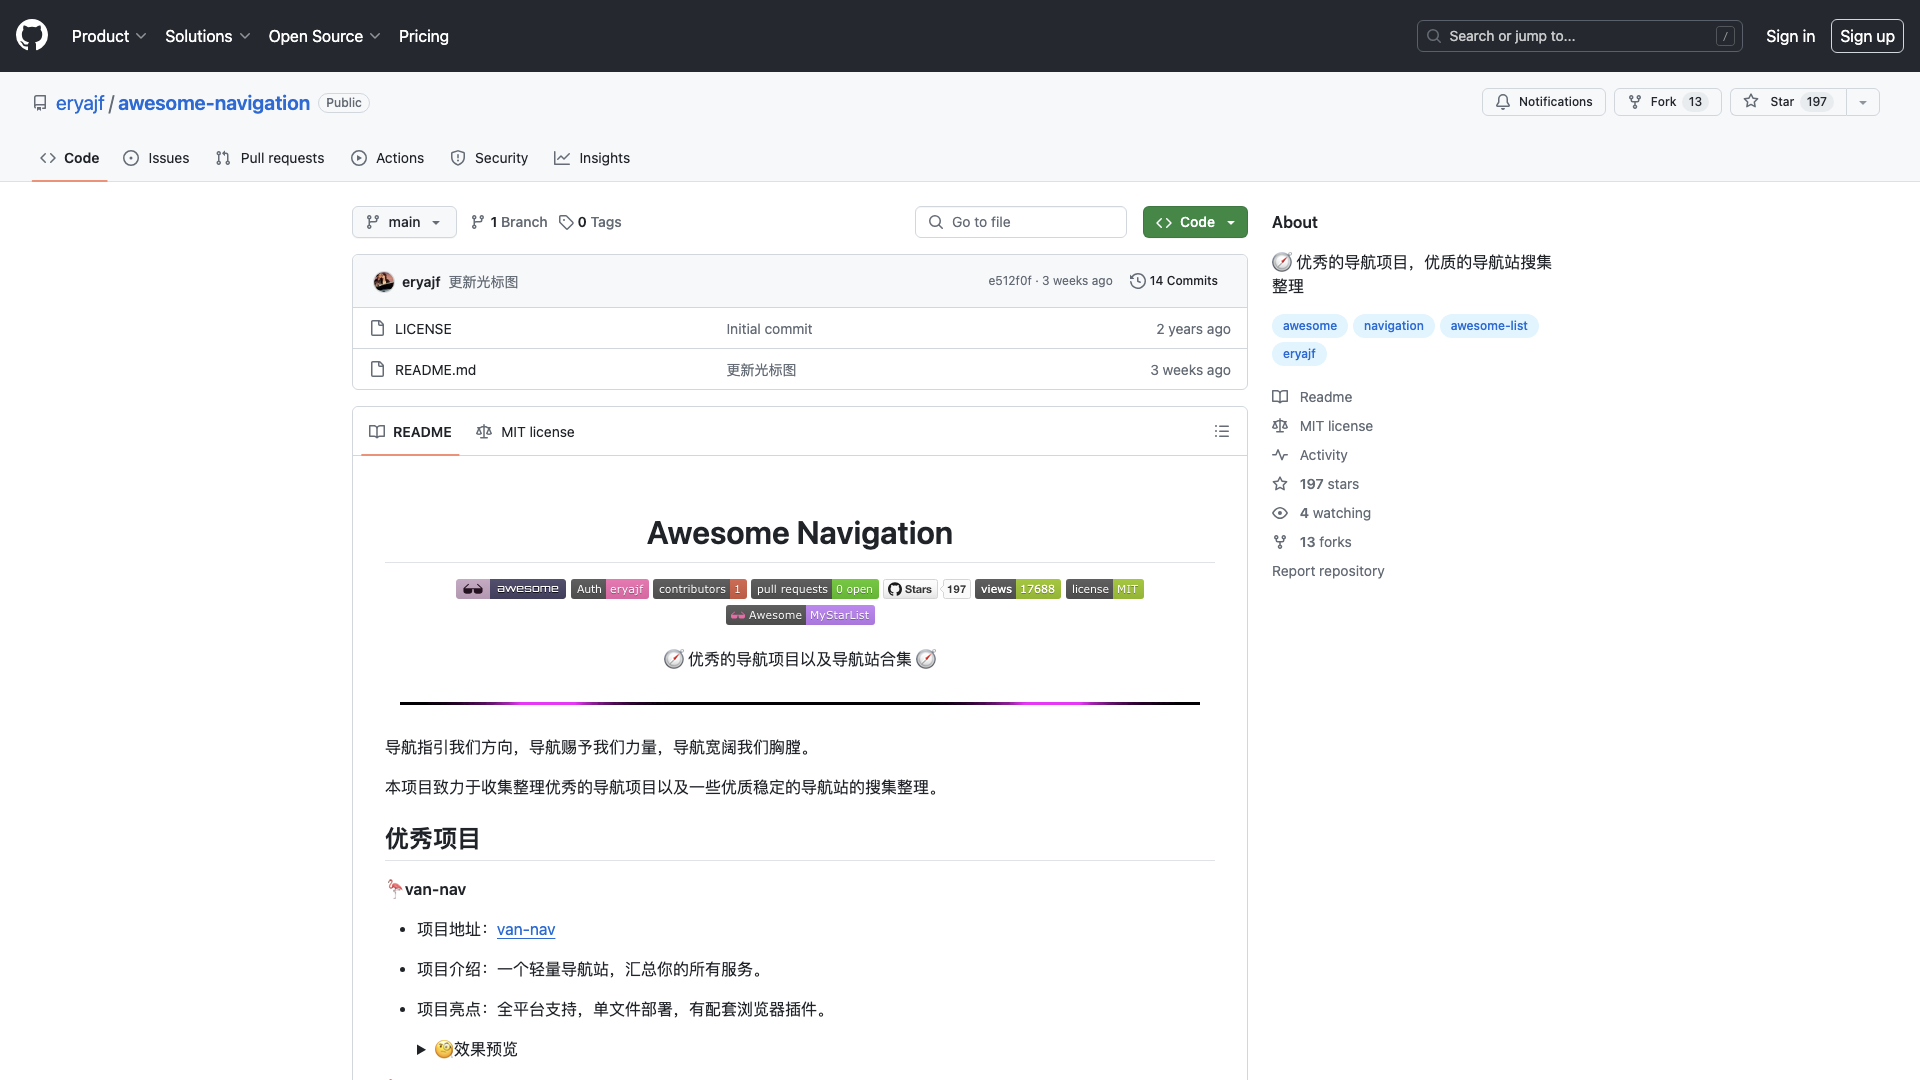 Product Solutions Open Source Pricing Search or jump to... / Sign in Sign up
eryajf / awesome-navigation Public Notifications Fork 13 Star 197
Code Issues Pull requests Actions Security Insights
main 1 Branch 0 Tags Go to file Code
eryajf 更新光标图 e512f0f · 3 weeks ago 14 Commits
LICENSE Initial commit 2 years ago
README.md 更新光标图 3 weeks ago
README MIT license
Awesome Navigation
awesome Auth eryajf contributors 1 pull requests 0 open Stars 197 views 17688 license MIT
Awesome MyStarList
🧭 优秀的导航项目以及导航站合集 🧭
导航指引我们方向，导航赐予我们力量，导航宽阔我们胸膛。
本项目致力于收集整理优秀的导航项目以及一些优质稳定的导航站的搜集整理。
优秀项目
🦩van-nav
项目地址：van-nav
项目介绍：一个轻量导航站，汇总你的所有服务。
项目亮点：全平台支持，单文件部署，有配套浏览器插件。
🧐效果预览
About
🧭 优秀的导航项目，优质的导航站搜集
整理
awesome navigation awesome-list
eryajf
Readme
MIT license
Activity
197 stars
4 watching
13 forks
Report repository